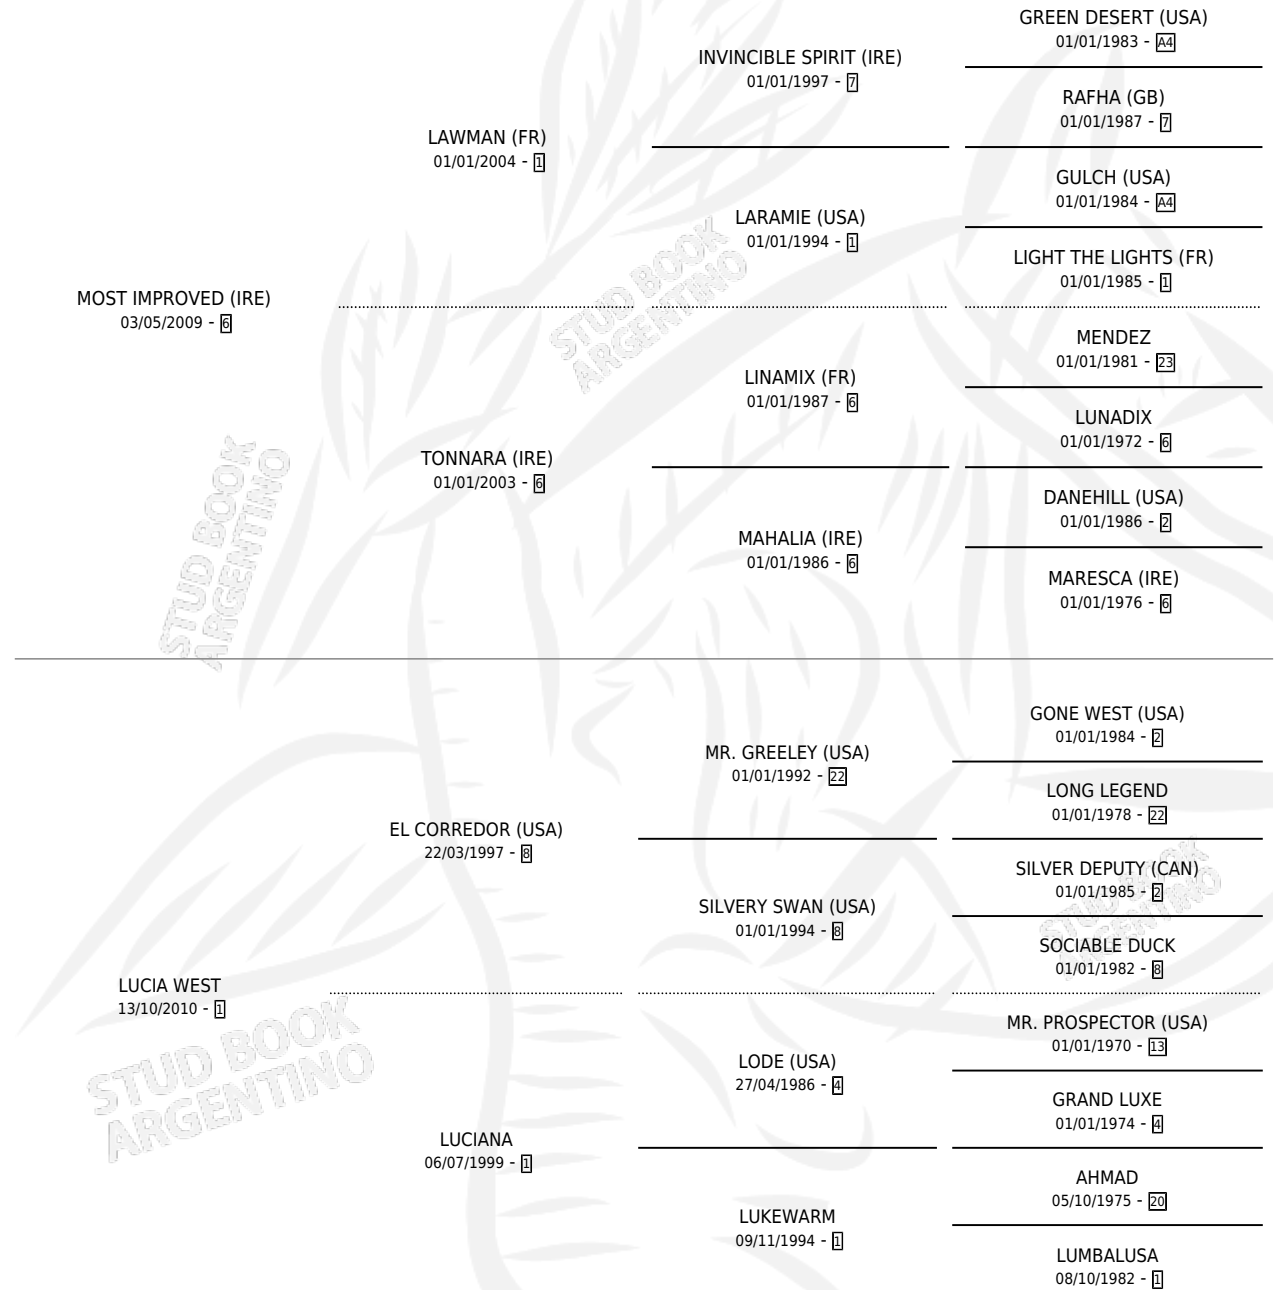 GREEN DESERT (USA)
01/01/1983 - A4
INVINCIBLE SPIRIT (IRE)
01/01/1997 - 7
RAFHA (GB)
01/01/1987 - 7
LAWMAN (FR)
01/01/2004 - 1
GULCH (USA)
01/01/1984 - A4
LARAMIE (USA)
01/01/1994 - 1
LIGHT THE LIGHTS (FR)
01/01/1985 - 1
MOST IMPROVED (IRE)
03/05/2009 - 6
STUD BOOK
ARGENTINO
MENDEZ
01/01/1981 - 23
LINAMIX (FR)
01/01/1987 - 6
LUNADIX
01/01/1972 - 6
TONNARA (IRE)
01/01/2003 - 6
DANEHILL (USA)
01/01/1986 - 2
MAHALIA (IRE)
01/01/1986 - 6
MARESCA (IRE)
01/01/1976 - 6
STUD BOOK
ARGENTINO
GONE WEST (USA)
01/01/1984 - 2
MR. GREELEY (USA)
01/01/1992 - 22
LONG LEGEND
01/01/1978 - 22
EL CORREDOR (USA)
22/03/1997 - 8
SILVER DEPUTY (CAN)
01/01/1985 - 2
SILVERY SWAN (USA)
01/01/1994 - 8
STUD BOOK
ARGENTINO
SOCIABLE DUCK
01/01/1982 - 8
LUCIA WEST
13/10/2010 - 1
MR. PROSPECTOR (USA)
01/01/1970 - 13
LODE (USA)
27/04/1986 - 4
GRAND LUXE
01/01/1974 - 4
STUD BOOK
ARGENTINO
LUCIANA
06/07/1999 - 1
AHMAD
05/10/1975 - 20
LUKEWARM
09/11/1994 - 1
LUMBALUSA
08/10/1982 - 1